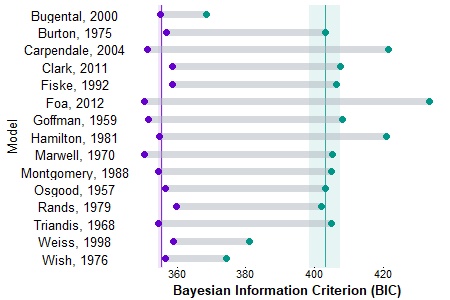 Bugental, 2000
Burton, 1975
Carpendale, 2004
Clark, 2011
Fiske, 1992
Foa, 2012
Goffman, 1959
Hamilton, 1981
Marwell, 1970
Montgomery, 1988
Osgood, 1957
Rands, 1979
Triandis, 1968
Weiss, 1998
Wish, 1976
Model
360 380 400 420
Bayesian Information Criterion (BIC)